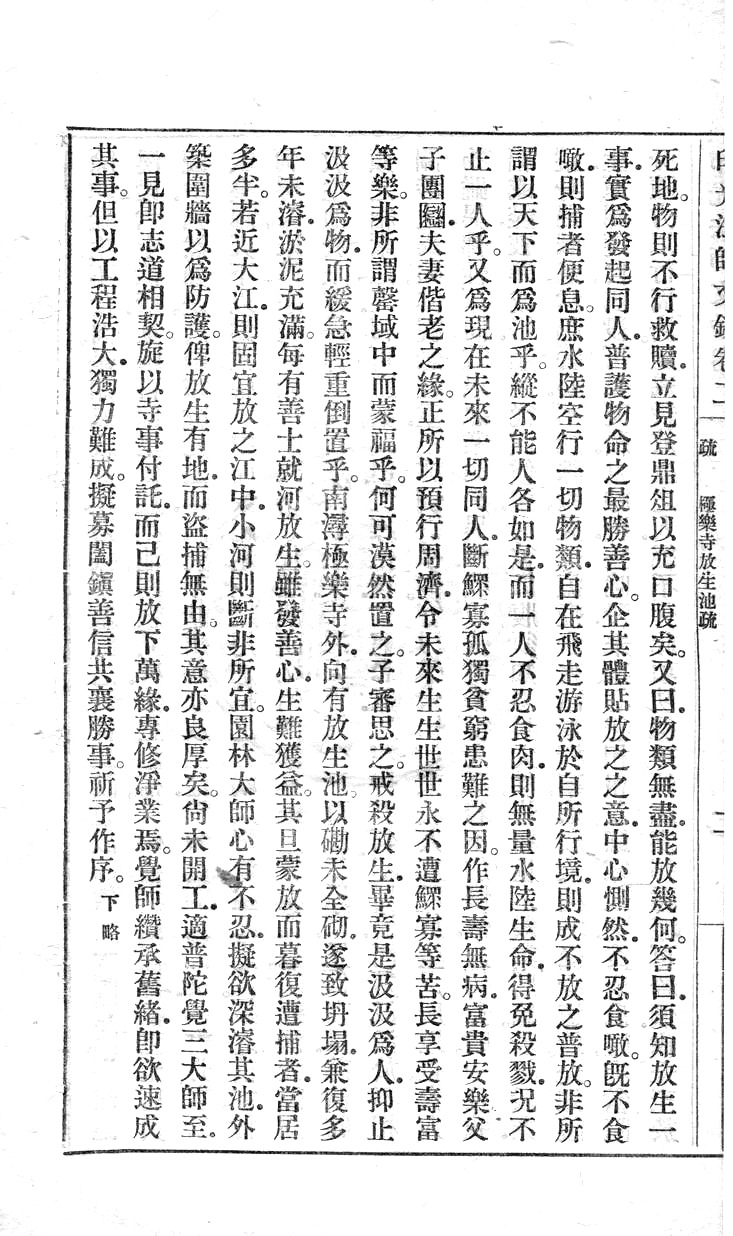 印光法師文鈔卷二 疏 極樂寺放生池疏 二
死地。物則不行救贖。立見登鼎俎以充口腹矣。又曰。物類無盡。能放幾何。答曰。須知放生一
事。實為發起同人。普護物命之最勝善心。企其體貼放之之意。中心惻然。不忍食噉。旣不食
噉。則捕者便息。庶水陸空行一切物類。自在飛走游泳於自所行境。則成不放之普放。非所
謂以天下而為池乎。縱不能人各如是。而一人不忍食肉。則無量水陸生命。得免殺戮。况不
止一人乎。又為現在未來一切同人。斷鰥寡孤獨貧窮患難之因。作長壽無病。富貴安樂。父
子團圞。夫妻偕老之緣。正所以預行周濟。令未來生生世世。永不遭鰥寡等苦。長享受壽富
等樂。非所謂罄域中而蒙福乎。何可漠然置之。子審思之。戒殺放生。畢竟是汲汲為人。抑止
汲汲為物。而緩急輕重倒置乎。南潯極樂寺外。向有放生池。以磡未全砌。遂致坍塌。兼復多
年未濬。淤泥充滿。每有善士就河放生。雖發善心。生難獲益。其旦蒙放而暮復遭捕者。當居
多半。若近大江。則固宜放之江中。小河則斷非所宜。園林大師心有不忍。擬欲深濬其池。外
築圍牆以為防護。俾放生有地。而盜捕無由。其意亦良厚矣。尙未開工。適普陀覺三大師至。
一見卽志道相契。旋以寺事付託。而己則放下萬緣。專修淨業焉。覺師纘承舊緒。卽欲速成
其事。但以工程浩大。獨力難成。擬募闔鎭善信共襄勝事。祈予作序。下略